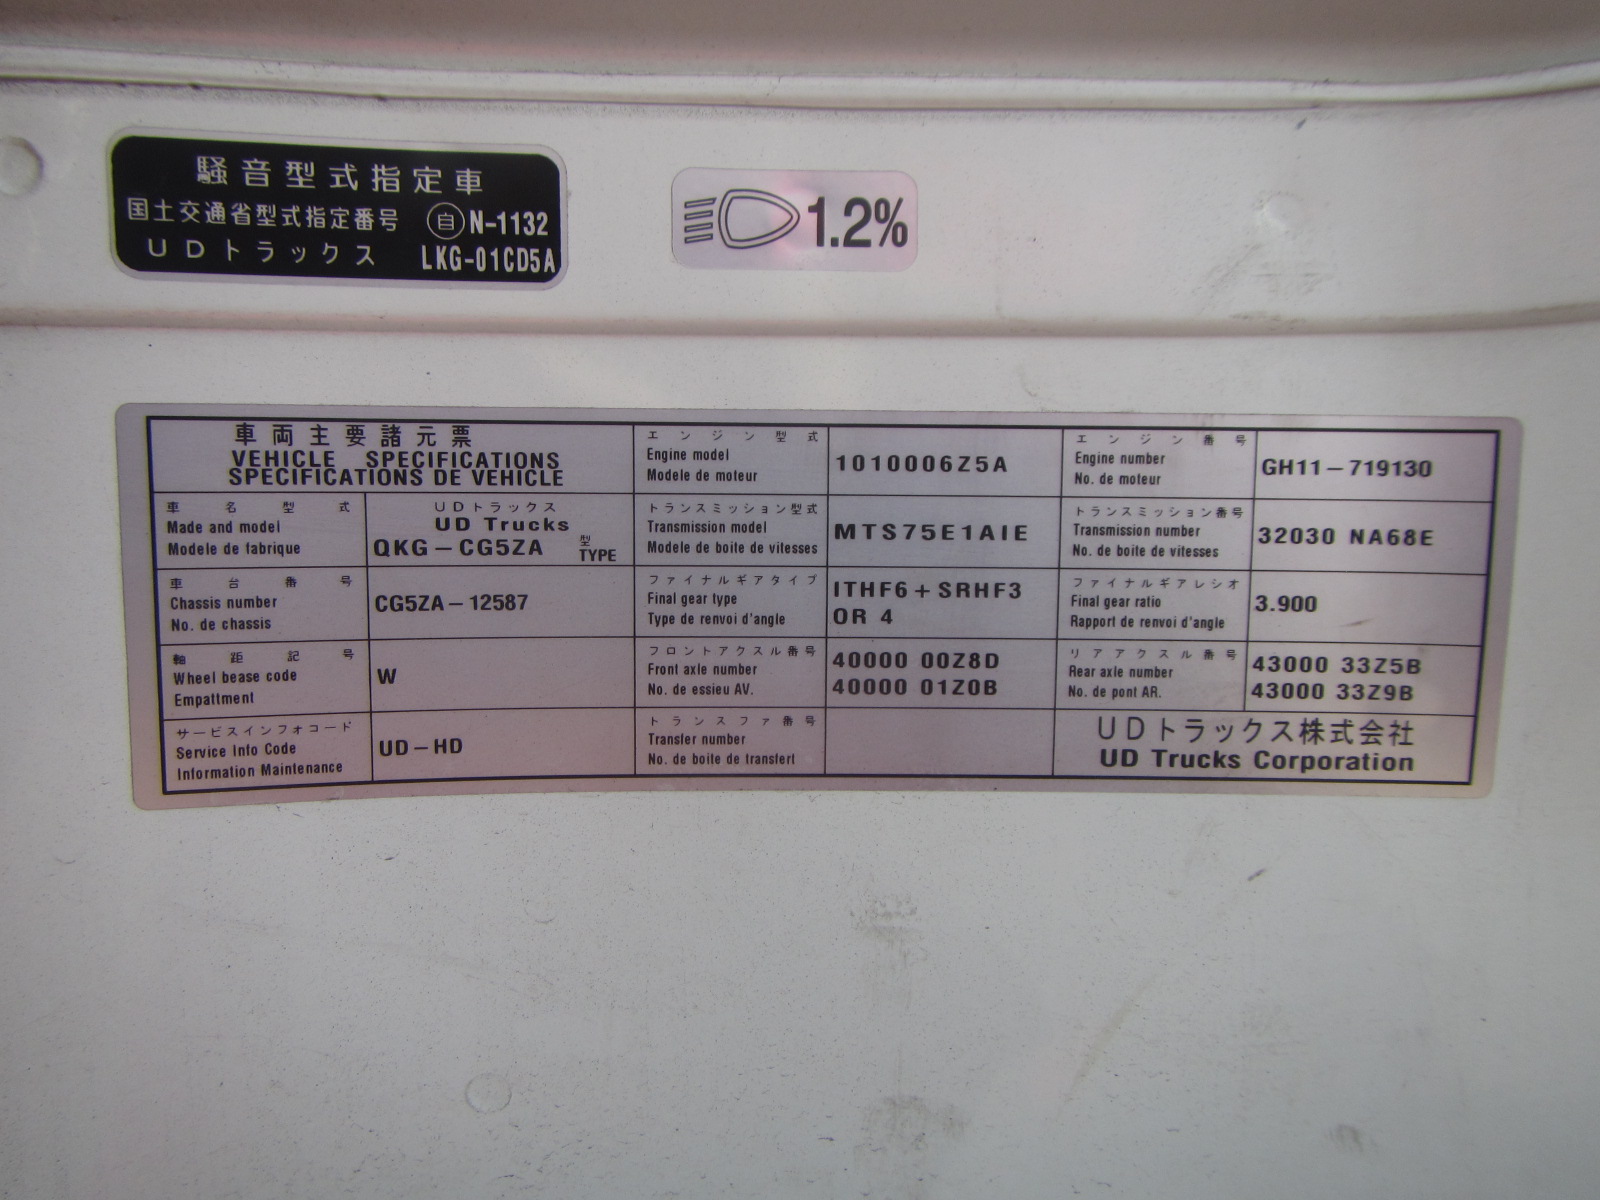 騒音型式指定車
国土交通省型式指定番号 自 N-1132
UDトラックス LKG-01CD5A
1.2%
車両主要諸元票
VEHICLE SPECIFICATIONS
SPECIFICATIONS DE VEHICLE
エンジン型式
Engine model
Modele de moteur
1010006Z5A
エンジン番号
Engine number
No. de moteur
GH11-719130
車名型式
Made and model
Modele de fabrique
UDトラックス
UD Trucks
QKG-CG5ZA 型 TYPE
トランスミッション型式
Transmission model
Modele de boite de vitesses
MTS75E1AIE
トランスミッション番号
Transmission number
No. de boite de vitesses
32030 NA68E
車台番号
Chassis number
No. de chassis
CG5ZA-12587
ファイナルギアタイプ
Final gear type
Type de renvoi d'angle
ITHF6+SRHF3
OR 4
ファイナルギアレシオ
Final gear ratio
Rapport de renvoi d'angle
3.900
軸距記号
Wheel bease code
Empattment
W
フロントアクスル番号
Front axle number
No. de essieu AV.
40000 00Z8D
40000 01Z0B
リアアクスル番号
Rear axle number
No. de pont AR.
43000 33Z5B
43000 33Z9B
サービスインフォコード
Service Info Code
Information Maintenance
UD-HD
トランスファ番号
Transfer number
No. de boite de transfert
UDトラックス株式会社
UD Trucks Corporation